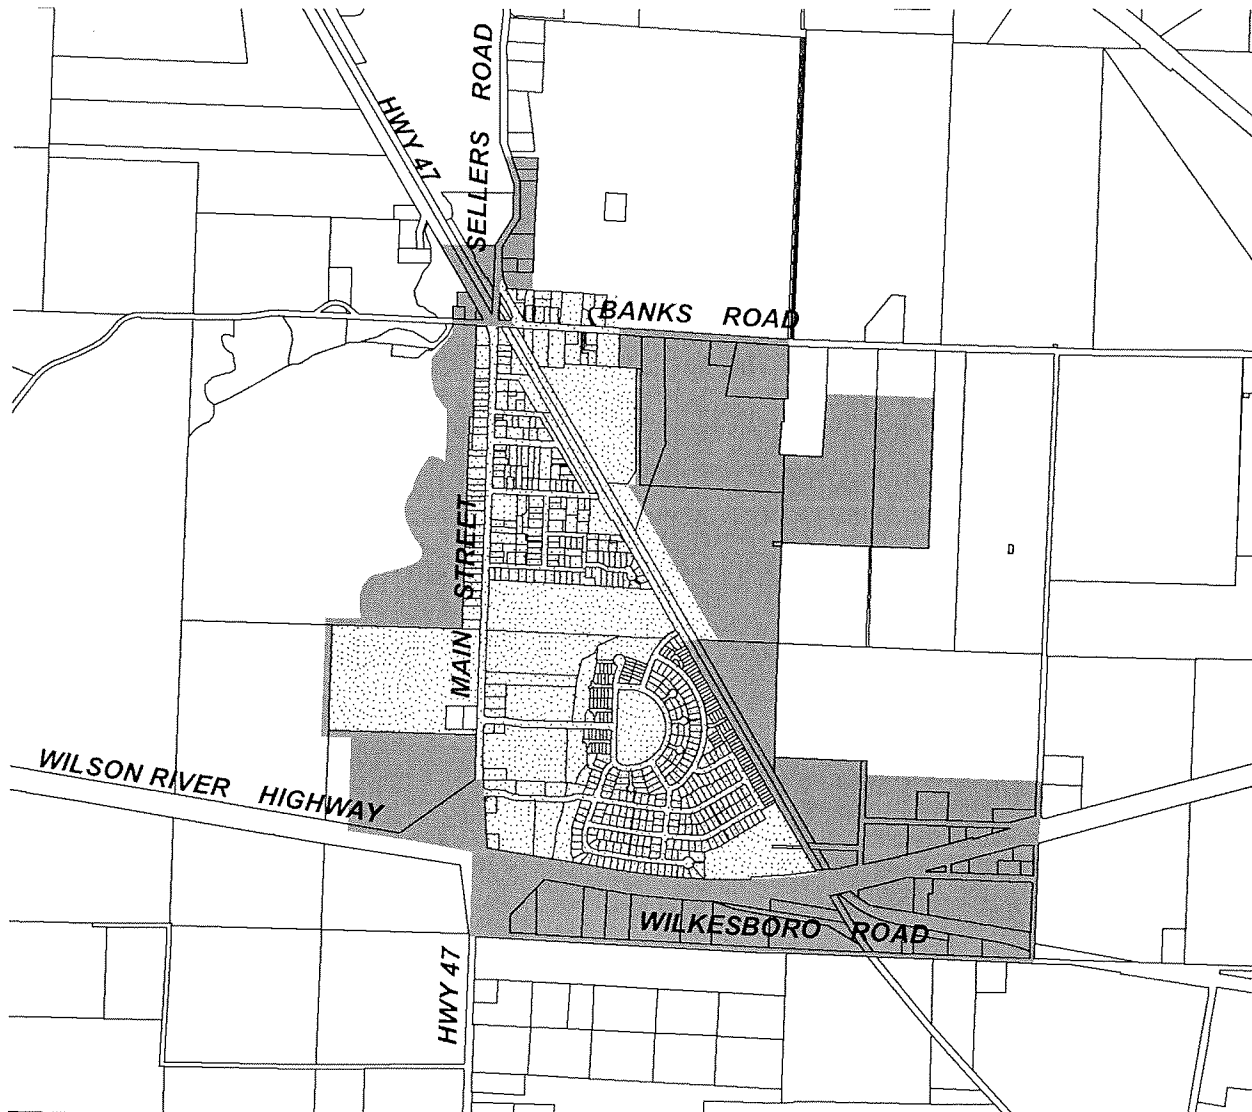 SELLERS ROAD
HWY 47
BANKS ROAD
MAIN STREET
WILSON RIVER HIGHWAY
WILKESBORO ROAD
HWY 47